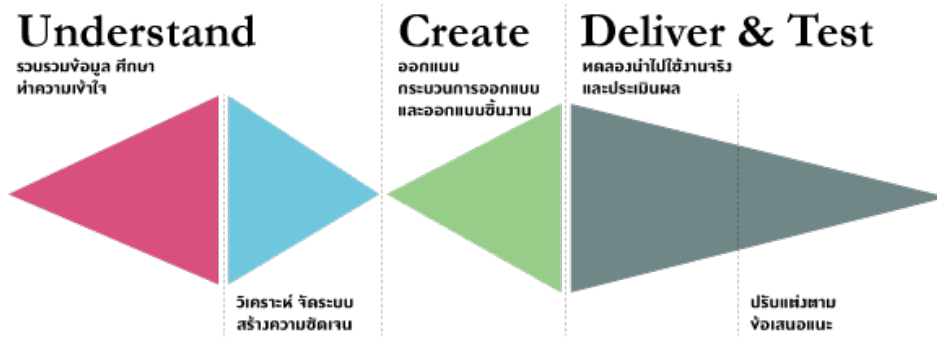 Understand
รวบรวมข้อมูล ศึกษา
ทำความเข้าใจ
วิเคราะห์ จัดระบบ
สร้างความชัดเจน
Create
ออกแบบ
กระบวนการออกแบบ
และออกแบบชิ้นงาน
Deliver & Test
ทดลองนำไปใช้งานจริง
และประเมินผล
ปรับแต่งตาม
ข้อเสนอแนะ